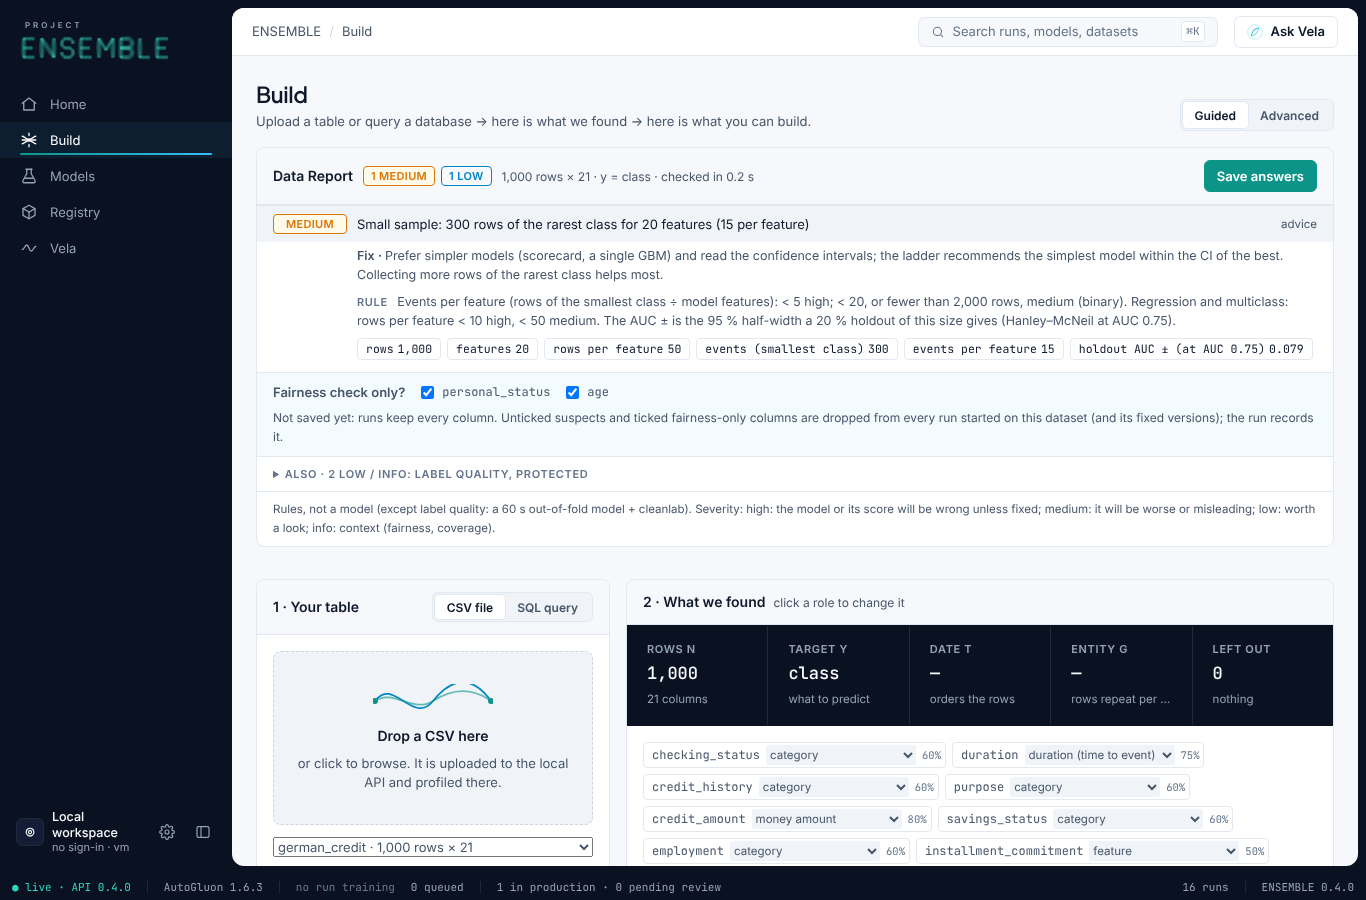 PROJECT
ENSEMBLE
Home
Build
Models
Registry
Vela
Local workspace
no sign-in · vm
ENSEMBLE / Build
Search runs, models, datasets ⌘K
Ask Vela
Build
Upload a table or query a database → here is what we found → here is what you can build.
Guided Advanced
Data Report 1 MEDIUM 1 LOW 1,000 rows × 21 · y = class · checked in 0.2 s
Save answers
MEDIUM Small sample: 300 rows of the rarest class for 20 features (15 per feature) advice
Fix · Prefer simpler models (scorecard, a single GBM) and read the confidence intervals; the ladder recommends the simplest model within the CI of the best.
Collecting more rows of the rarest class helps most.
RULE Events per feature (rows of the smallest class ÷ model features): < 5 high; < 20, or fewer than 2,000 rows, medium (binary). Regression and multiclass:
rows per feature < 10 high, < 50 medium. The AUC ± is the 95 % half-width a 20 % holdout of this size gives (Hanley–McNeil at AUC 0.75).
rows 1,000 features 20 rows per feature 50 events (smallest class) 300 events per feature 15 holdout AUC ± (at AUC 0.75) 0.079
Fairness check only? personal_status age
Not saved yet: runs keep every column. Unticked suspects and ticked fairness-only columns are dropped from every run started on this dataset (and its fixed versions); the run records
it.
ALSO · 2 LOW / INFO: LABEL QUALITY, PROTECTED
Rules, not a model (except label quality: a 60 s out-of-fold model + cleanlab). Severity: high: the model or its score will be wrong unless fixed; medium: it will be worse or misleading; low: worth
a look; info: context (fairness, coverage).
1 · Your table CSV file SQL query
Drop a CSV here
or click to browse. It is uploaded to the local
API and profiled there.
german_credit · 1,000 rows × 21
2 · What we found click a role to change it
ROWS N TARGET Y DATE T ENTITY G LEFT OUT
1,000 class – – 0
21 columns what to predict orders the rows rows repeat per ... nothing
checking_status category 60% duration duration (time to event) 75%
credit_history category 60% purpose category 60%
credit_amount money amount 80% savings_status category 60%
employment category 60% installment_commitment feature 50%
live · API 0.4.0 AutoGluon 1.6.3 no run training 0 queued 1 in production · 0 pending review 16 runs ENSEMBLE 0.4.0